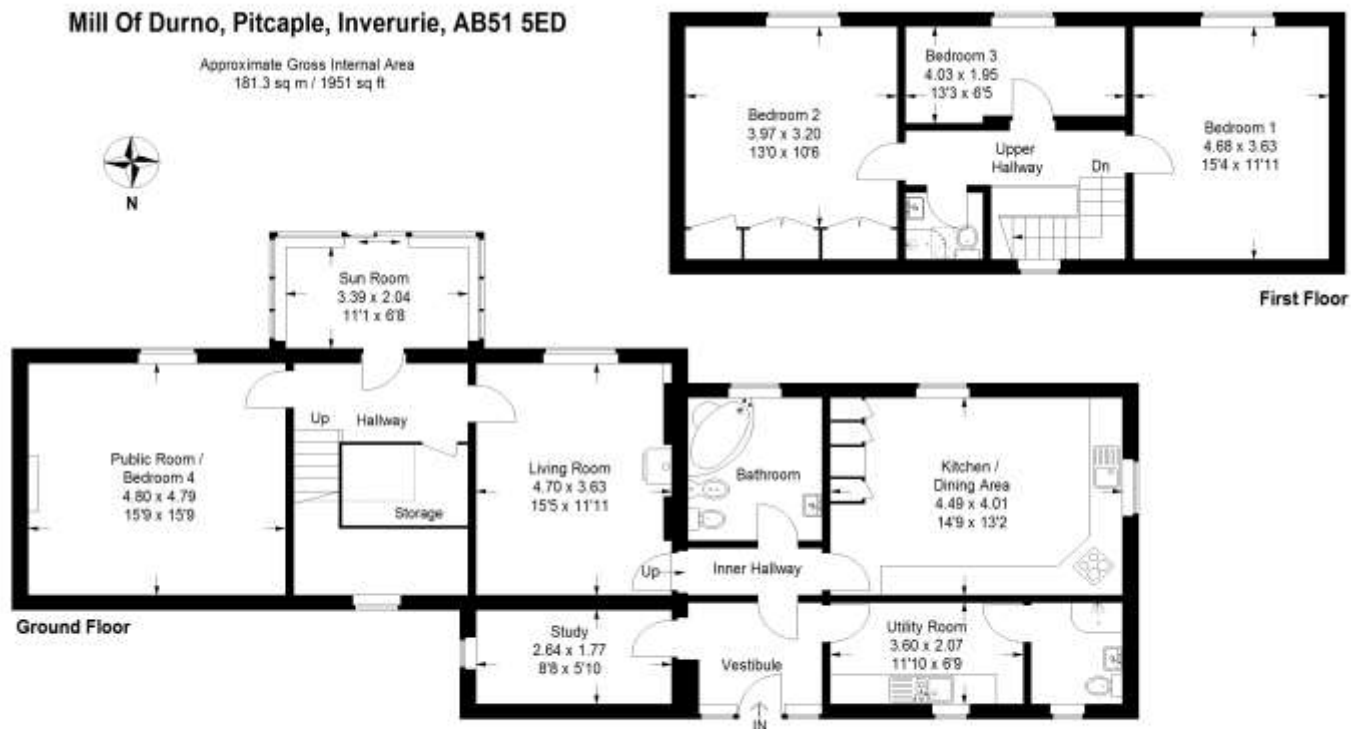 Mill Of Durno, Pitcaple, Inverurie, AB51 5ED
Approximate Gross Internal Area
181.3 sq m / 1951 sq ft
N
Bedroom 2
3.97 x 3.20
13'0 x 10'6
Bedroom 3
4.03 x 1.95
13'3 x 6'5
Upper
Hallway
Dn
Bedroom 1
4.68 x 3.63
15'4 x 11'11
First Floor
Sun Room
3.39 x 2.04
11'1 x 6'8
Public Room /
Bedroom 4
4.80 x 4.79
15'9 x 15'9
Up
Hallway
Storage
Living Room
4.70 x 3.63
15'5 x 11'11
Bathroom
Kitchen /
Dining Area
4.49 x 4.01
14'9 x 13'2
Up
Inner Hallway
Ground Floor
Study
2.64 x 1.77
8'8 x 5'10
Vestibule
Utility Room
3.60 x 2.07
11'10 x 6'9
IN